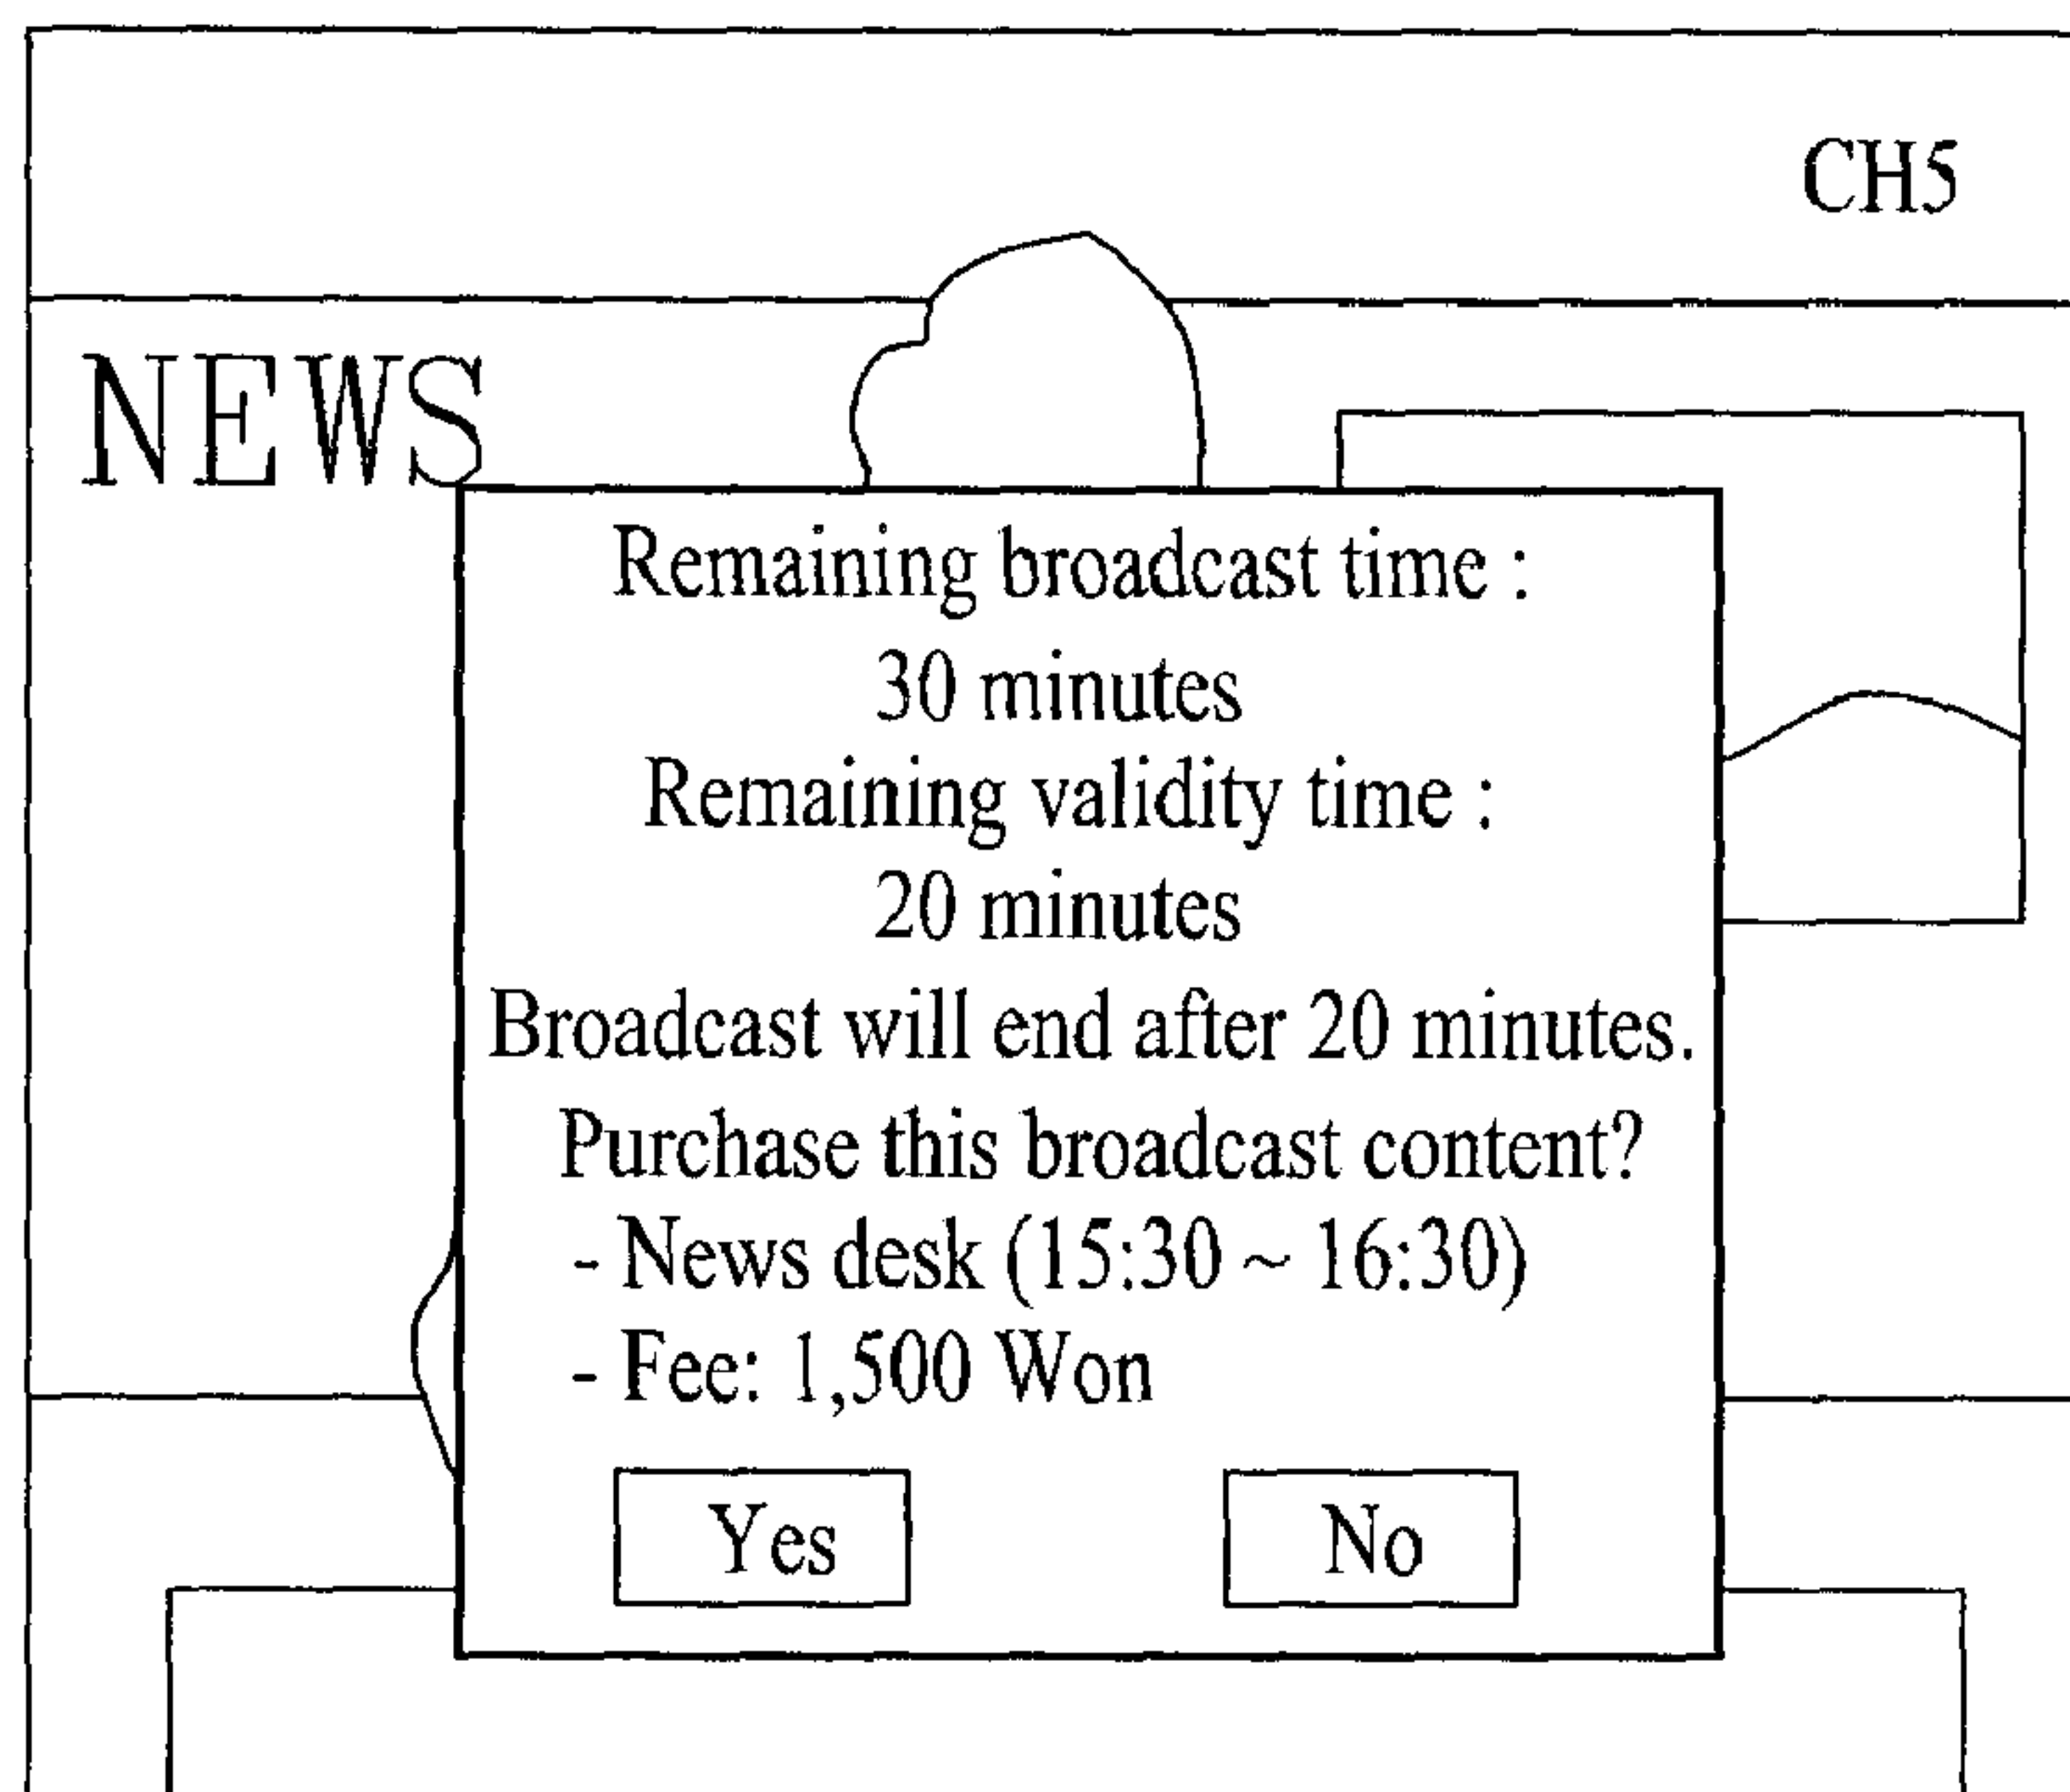 CH5
NEWS
Remaining broadcast time :
30 minutes
Remaining validity time :
20 minutes
Broadcast will end after 20 minutes.
Purchase this broadcast content?
- News desk (15:30 ~ 16:30)
- Fee: 1,500 Won
Yes No